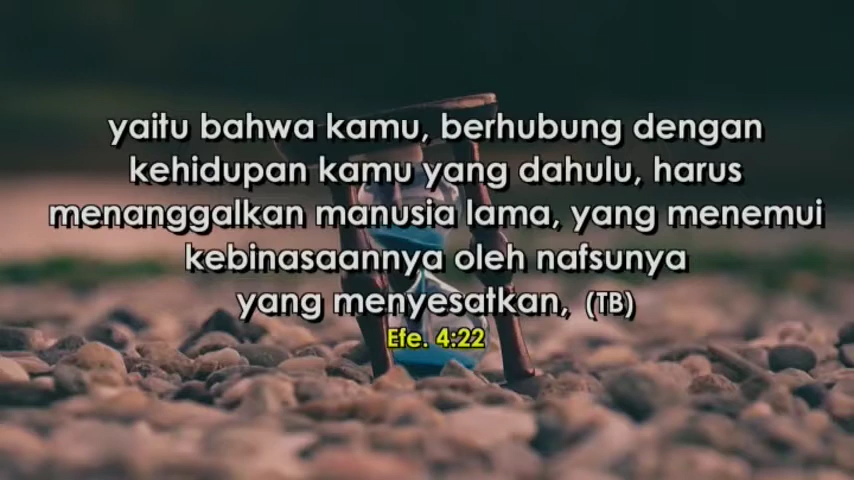 yaitu bahwa kamu, berhubung dengan
kehidupan kamu yang dahulu, harus
menanggalkan manusia lama, yang menemui
kebinasaannya oleh nafsunya
yang menyesatkan, (TB)
Efe. 4:22